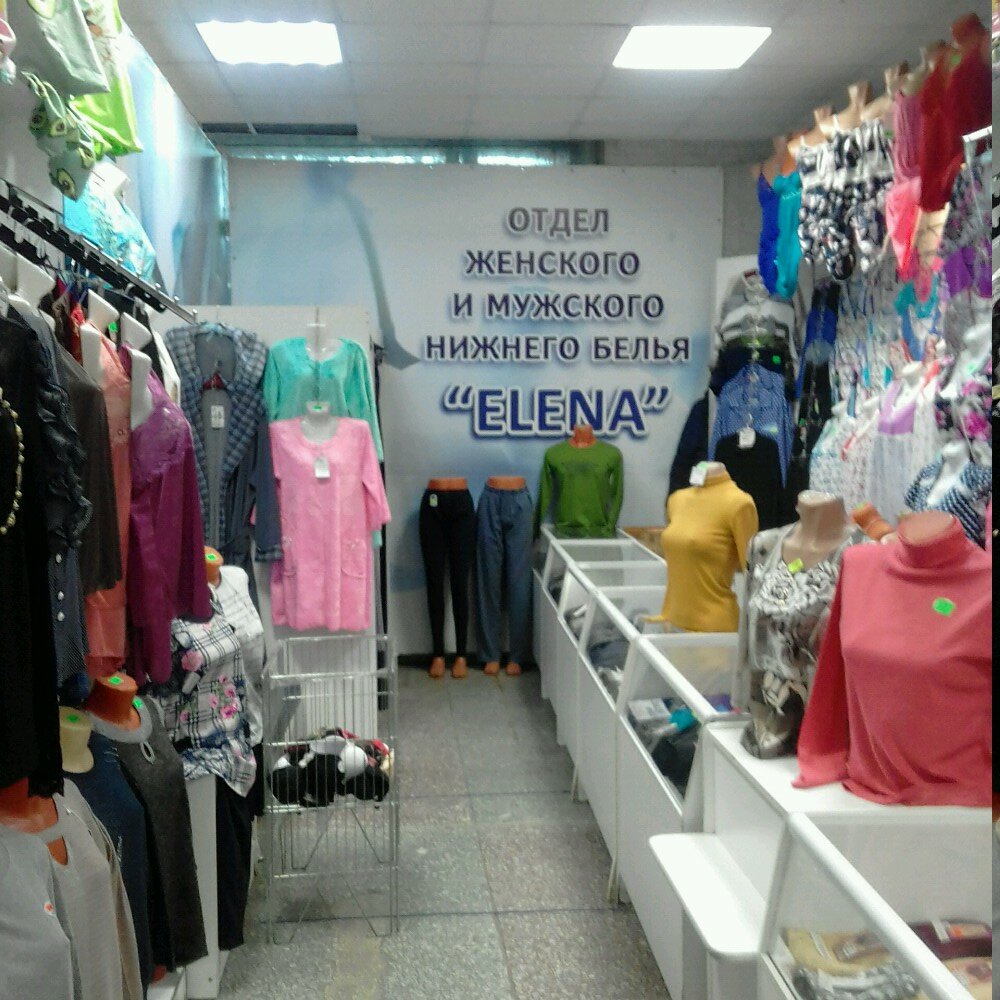 ОТДЕЛ
ЖЕНСКОГО
И МУЖСКОГО
НИЖНЕГО БЕЛЬЯ
“ELENA”